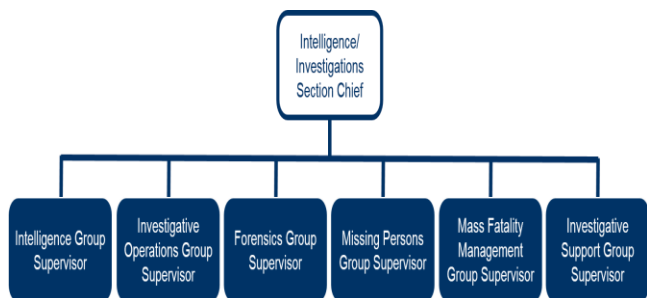 Intelligence/
Investigations
Section Chief
Intelligence Group
Supervisor
Investigative
Operations Group
Supervisor
Forensics Group
Supervisor
Missing Persons
Group Supervisor
Mass Fatality
Management
Group Supervisor
Investigative
Support Group
Supervisor